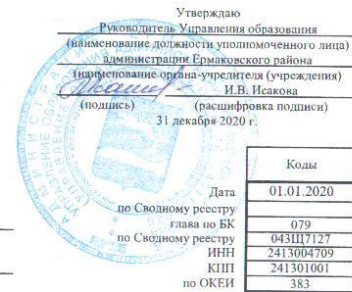 Утверждаю
Руководитель Управления образования
(наименование должности уполномоченного лица)
администрации Ермаковского района
(наименование органа-учредителя (учреждения)
И.В. Исакова
(подпись) (расшифровка подписи)
31 декабря 2020 г.
Коды
Дата 01.01.2020
по Сводному реестру
глава по БК 079
по Сводному реестру 043Щ7127
ИНН 2413004709
КПП 241301001
по ОКЕИ 383